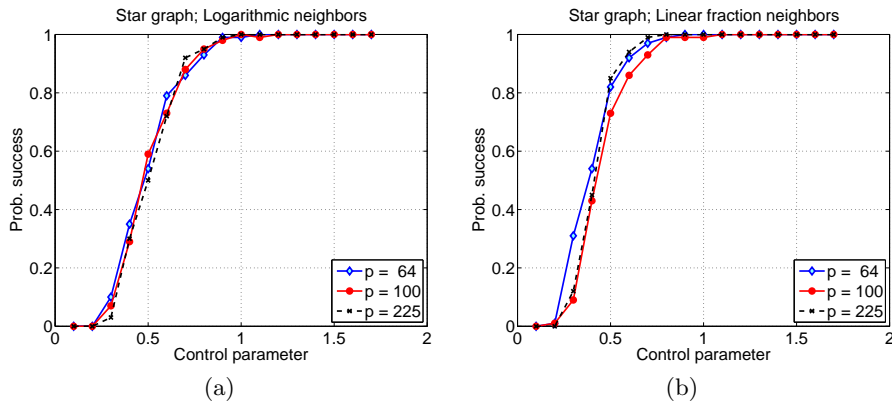 Star graph; Logarithmic neighbors
1
0.8
0.6
0.4
0.2
0
Prob. success
0
0.5
1
1.5
2
Control parameter
p = 64
p = 100
p = 225
(a)
Star graph; Linear fraction neighbors
1
0.8
0.6
0.4
0.2
0
Prob. success
0
0.5
1
1.5
2
Control parameter
p = 64
p = 100
p = 225
(b)